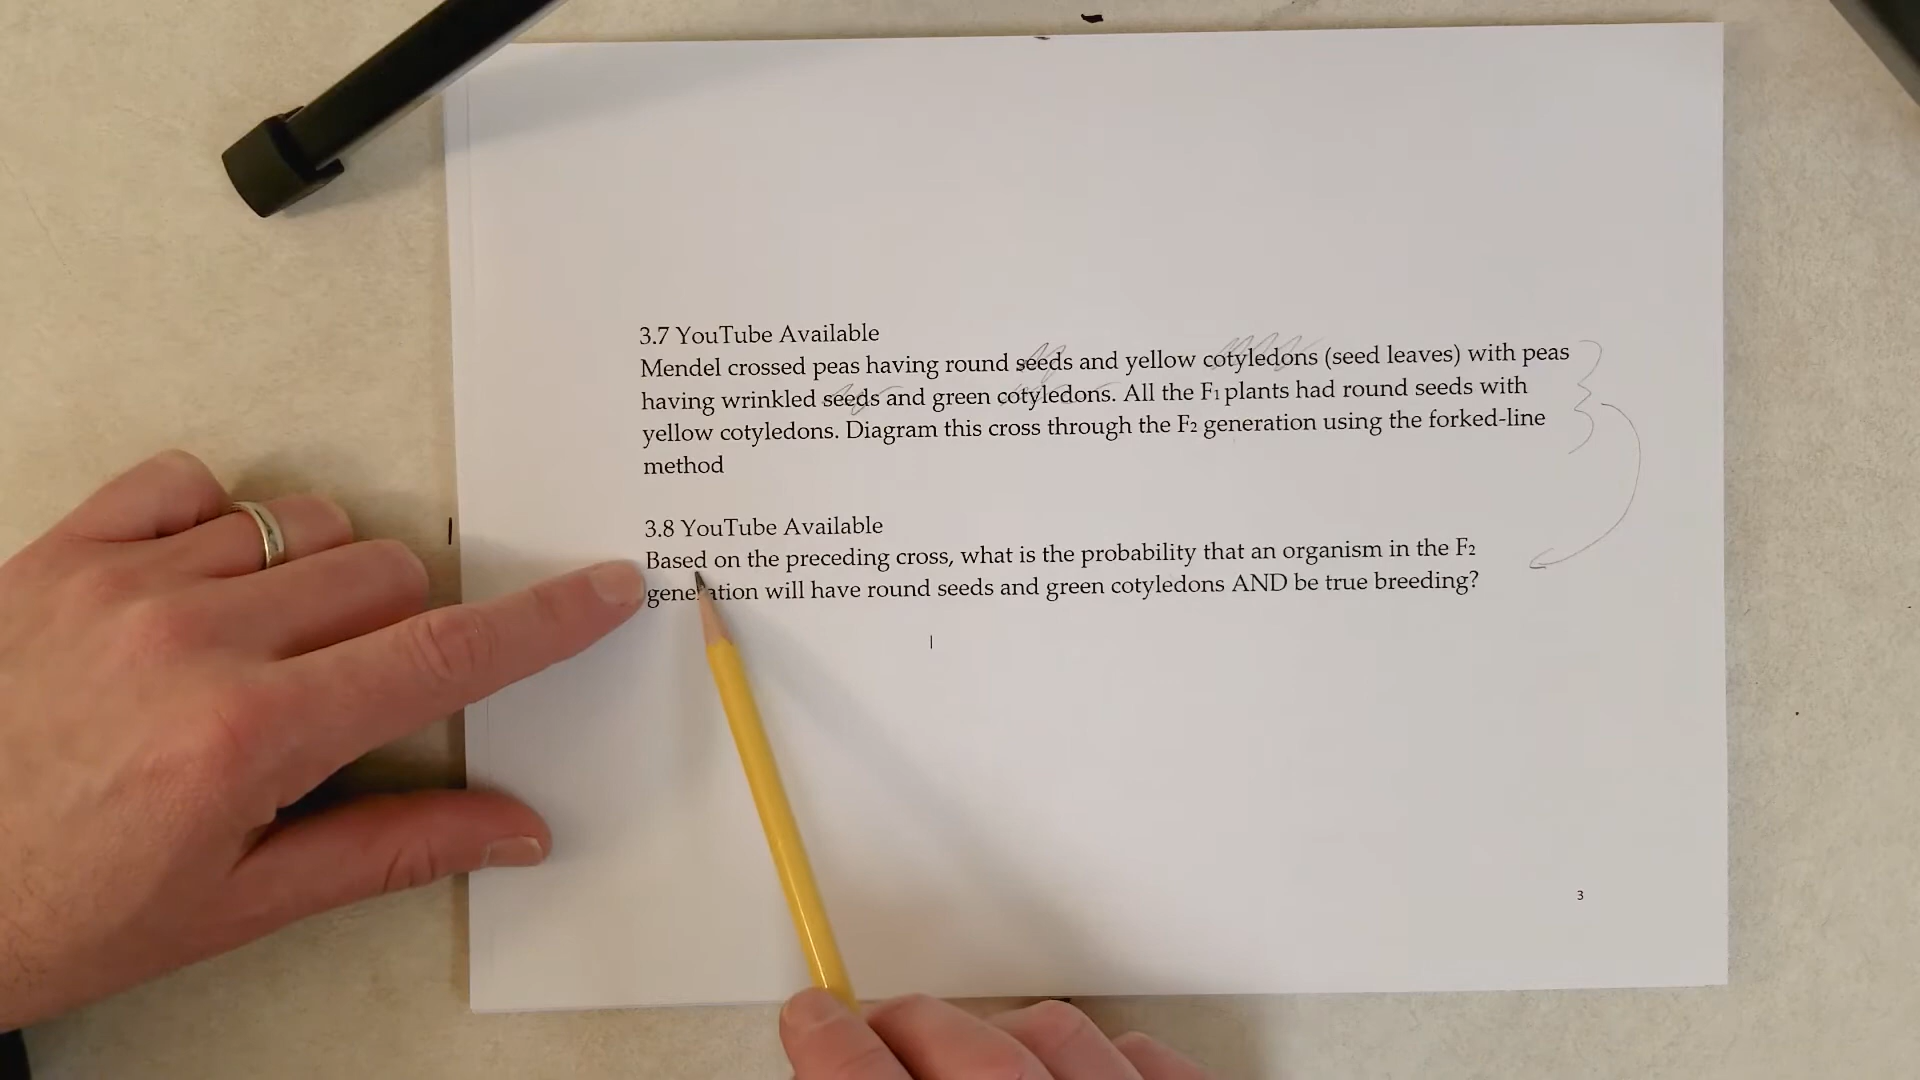 3.7 YouTube Available
Mendel crossed peas having round seeds and yellow cotyledons (seed leaves) with peas
having wrinkled seeds and green cotyledons. All the F₁ plants had round seeds with
yellow cotyledons. Diagram this cross through the F₂ generation using the forked-line
method
3.8 YouTube Available
Based on the preceding cross, what is the probability that an organism in the F₂
generation will have round seeds and green cotyledons AND be true breeding?
3